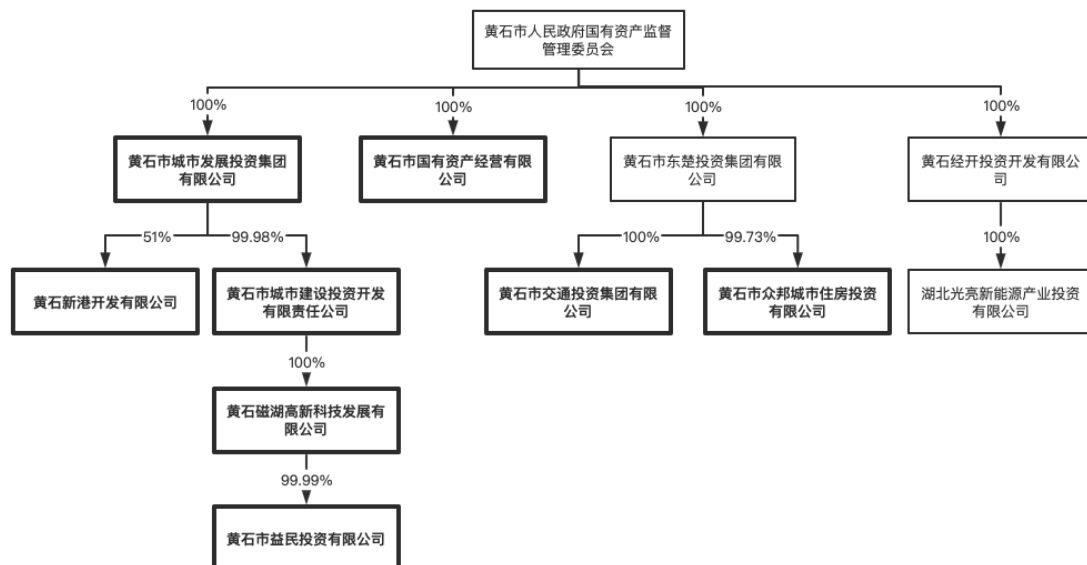 黄石市人民政府国有资产监督
管理委员会
100%
100%
100%
100%
黄石市城市发展投资集团
有限公司
黄石市国有资产经营有限
公司
黄石市东楚投资集团有限
公司
黄石经开投资开发有限公
司
51%
99.98%
100%
99.73%
100%
黄石新港开发有限公司
黄石市城市建设投资开发
有限责任公司
黄石市交通投资集团有限
公司
黄石市众邦城市住房投资
有限公司
湖北光亮新能源产业投资
有限公司
100%
黄石磁湖高新科技发展有
限公司
99.99%
黄石市益民投资有限公司